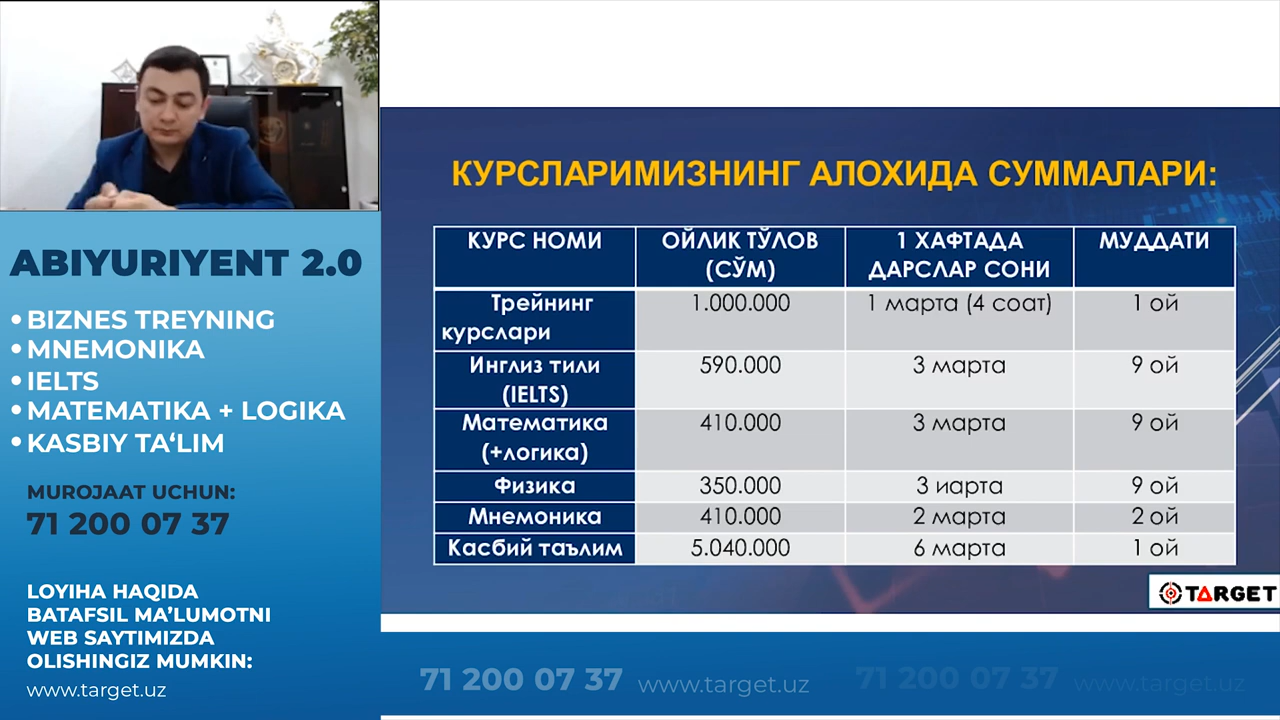 ABIYURIYENT 2.0
• BIZNES TREYNING
• MNEMONIKA
• IELTS
• MATEMATIKA + LOGIKA
• KASBIY TA‘LIM
MUROJAAT UCHUN:
71 200 07 37
LOYIHA HAQIDA
BATAFSIL MA’LUMOTNI
WEB SAYTIMIZDA
OLISHINGIZ MUMKIN:
www.target.uz
КУРСЛАРИМИЗНИНГ АЛОХИДА СУММАЛАРИ:
КУРС НОМИ
ОЙЛИК ТЎЛОВ
(СЎМ)
1 ХАФТАДА
ДАРСЛАР СОНИ
МУДДАТИ
Трейнинг
курслари
1.000.000
1 марта (4 соат)
1 ой
Инглиз тили
(IELTS)
590.000
3 марта
9 ой
Математика
(+логика)
410.000
3 марта
9 ой
Физика
350.000
3 иарта
9 ой
Мнемоника
410.000
2 марта
2 ой
Касбий таълим
5.040.000
6 марта
1 ой
TARGET
71 200 07 37
www.target.uz
71 200 07 37
www.target.uz